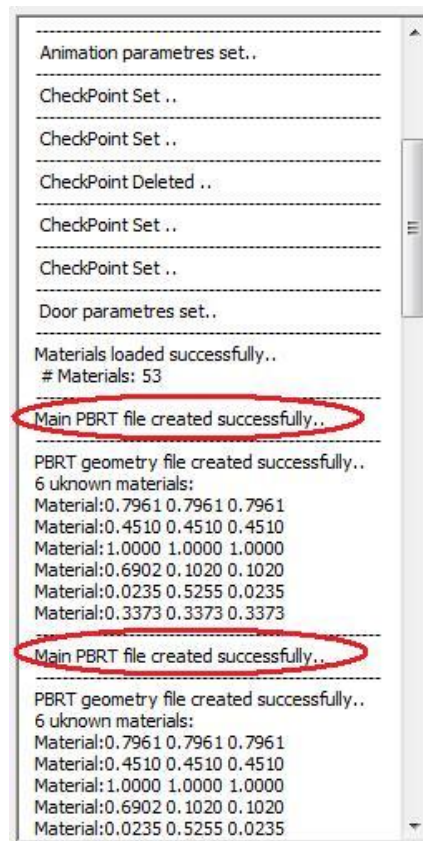 Animation parametres set..
CheckPoint Set ..
CheckPoint Set ..
CheckPoint Deleted ..
CheckPoint Set ..
CheckPoint Set ..
Door parametres set..
Materials loaded successfully..
# Materials: 53
Main PBRT file created successfully..
PBRT geometry file created successfully..
6 uknown materials:
Material:0.7961 0.7961 0.7961
Material:0.4510 0.4510 0.4510
Material:1.0000 1.0000 1.0000
Material:0.6902 0.1020 0.1020
Material:0.0235 0.5255 0.0235
Material:0.3373 0.3373 0.3373
Main PBRT file created successfully..
PBRT geometry file created successfully..
6 uknown materials:
Material:0.7961 0.7961 0.7961
Material:0.4510 0.4510 0.4510
Material:1.0000 1.0000 1.0000
Material:0.6902 0.1020 0.1020
Material:0.0235 0.5255 0.0235